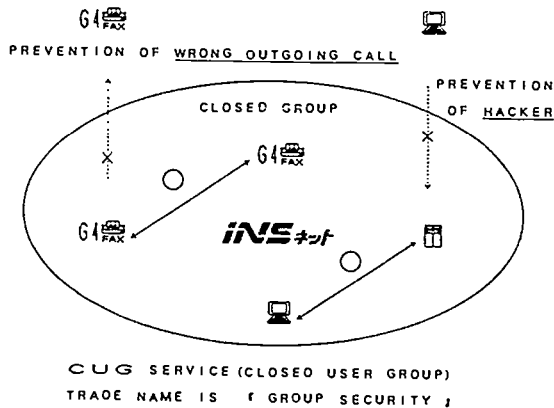 G4 FAX
PREVENTION OF WRONG OUTGOING CALL
PREVENTION
OF HACKER
CLOSED GROUP
G4 FAX
G4 FAX
INSネット
CUG SERVICE (CLOSED USER GROUP)
TRADE NAME IS 「GROUP SECURITY」